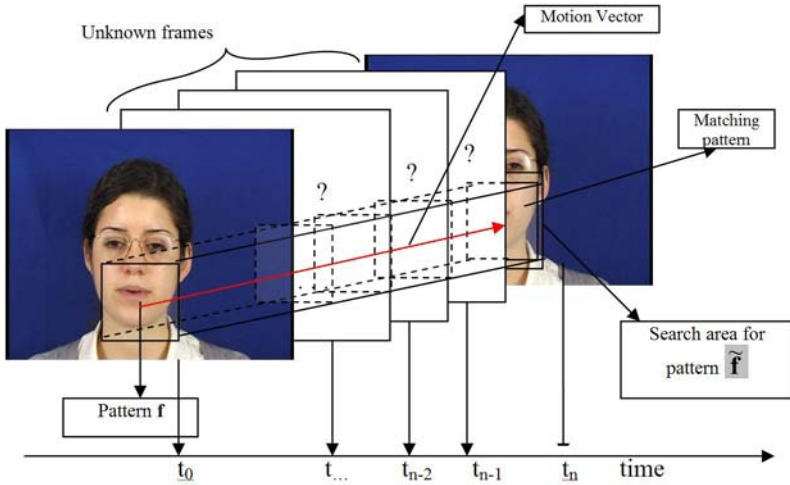 Motion Vector
Unknown frames
Matching
pattern
?
?
?
Search area for
pattern f̃
Pattern f
t₀
t...
tₙ₋₂
tₙ₋₁
tₙ
time